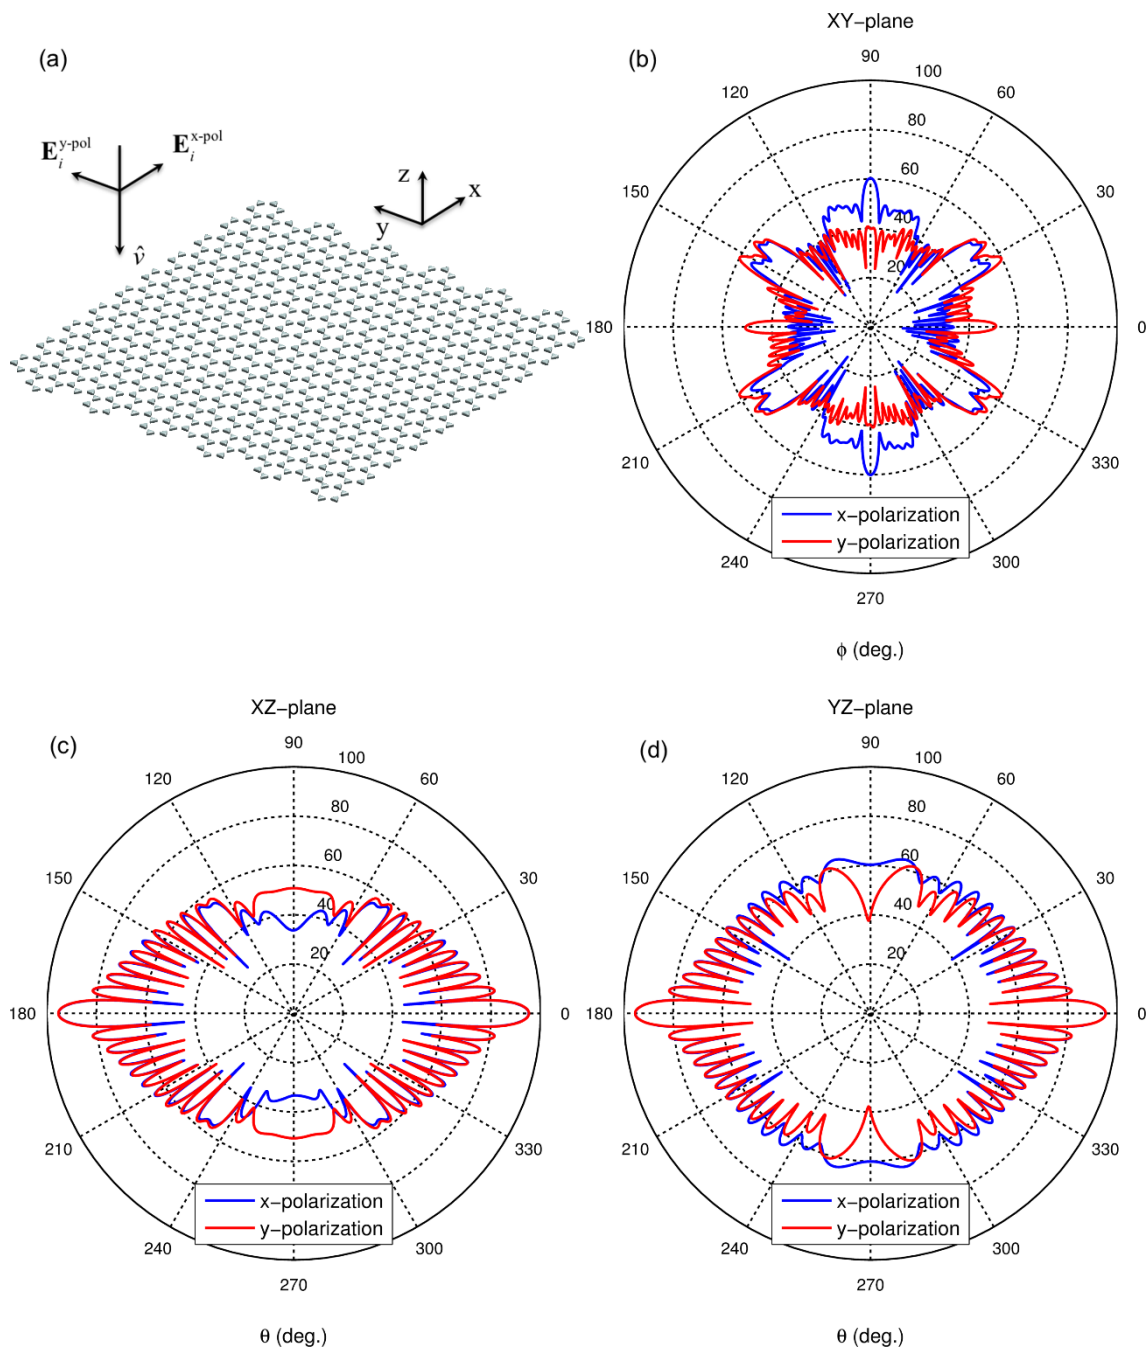 (a)
E_i^{y-pol}
E_i^{x-pol}
v̂
z
x
y
XY−plane
(b)
90
100
120
60
80
60
150
30
40
20
180
0
210
330
x−polarization
y−polarization
240
300
270
ϕ (deg.)
XZ−plane
(c)
90
100
120
60
80
60
150
30
40
20
180
0
210
330
x−polarization
y−polarization
240
300
270
θ (deg.)
YZ−plane
(d)
90
100
120
60
80
60
150
30
40
20
180
0
210
330
x−polarization
y−polarization
240
300
270
θ (deg.)